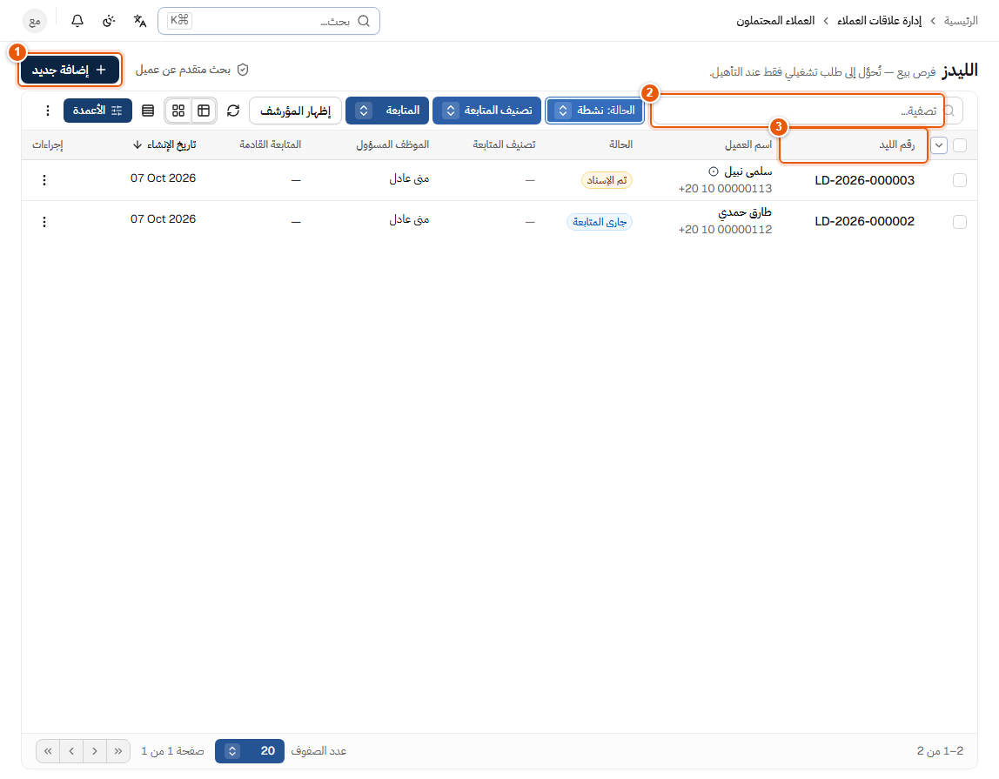 الرئيسية > إدارة علاقات العملاء > العملاء المحتملون
بحث... ⌘K
مع
الليدز فرص بيع — تُحوَّل إلى طلب تشغيلي فقط عند التأهيل.
بحث متقدم عن عميل
+ إضافة جديد
1
2
تصفية...
الحالة: نشطة
تصنيف المتابعة
المتابعة
إظهار المؤرشف
الأعمدة
3
رقم الليد اسم العميل الحالة تصنيف المتابعة الموظف المسؤول المتابعة القادمة تاريخ الإنشاء ↓ إجراءات
LD-2026-000003 سلمى نبيل تم الإسناد — منى عادل — 07 Oct 2026
+20 10 00000113
LD-2026-000002 طارق حمدي جاري المتابعة — منى عادل — 07 Oct 2026
+20 10 00000112
1–2 من 2
عدد الصفوف 20 صفحة 1 من 1 « ‹ › »